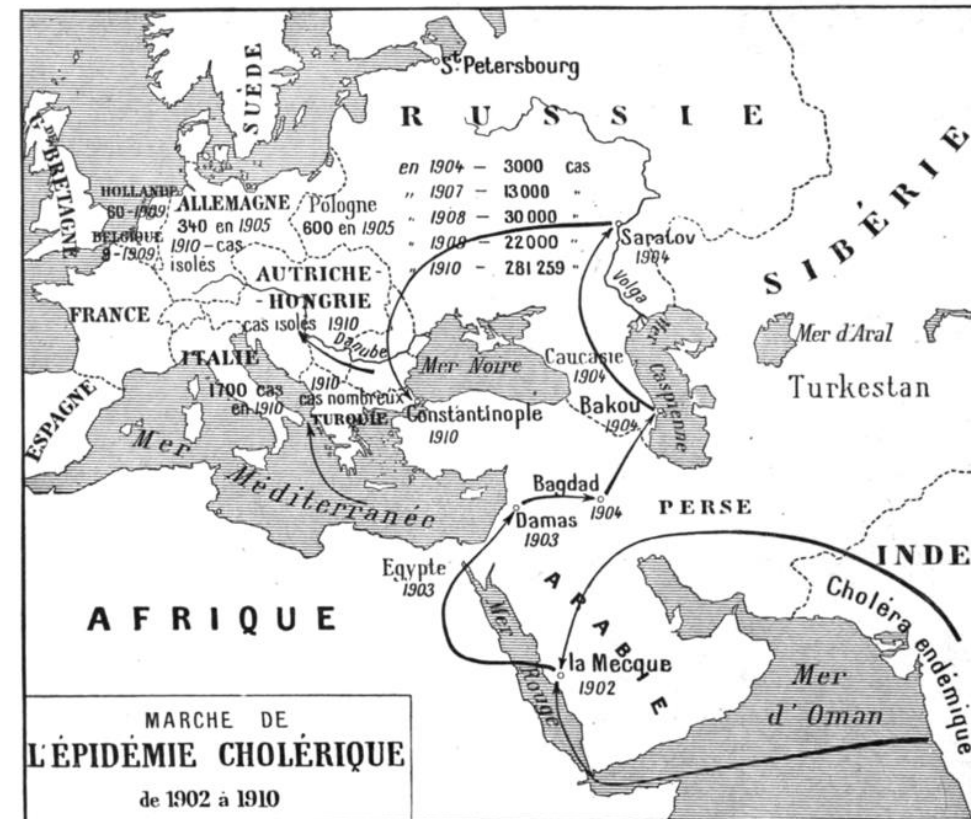 St Petersbourg
SUÈDE
RUSSIE
Gde BRETAGNE
en 1904 – 3000 cas
„ 1907 – 13000 „
„ 1908 – 30000 „
„ 1909 – 22000 „
„ 1910 – 281259 „
HOLLANDE
60-1909
BELGIQUE
9-1909
ALLEMAGNE
340 en 1905
1910-cas
isolés
Pologne
600 en 1905
Saratov
1904
SIBÉRIE
Volga
AUTRICHE-
-HONGRIE
cas isolés 1910
FRANCE
Danube
Mer Noire
Caucasie
1904
Mer Caspienne
Mer d'Aral
Turkestan
ITALIE
1700 cas
en 1910
1910
cas nombreux
TURQUIE
Constantinople
1910
Bakou
1904
ESPAGNE
Mer Méditerranée
Bagdad
1904
Damas
1903
PERSE
INDE
Egypte
1903
Choléra endémique
AFRIQUE
ARABIE
Mer Rouge
la Mecque
1902
Mer
d'Oman
MARCHE DE
L'ÉPIDÉMIE CHOLÉRIQUE
de 1902 à 1910